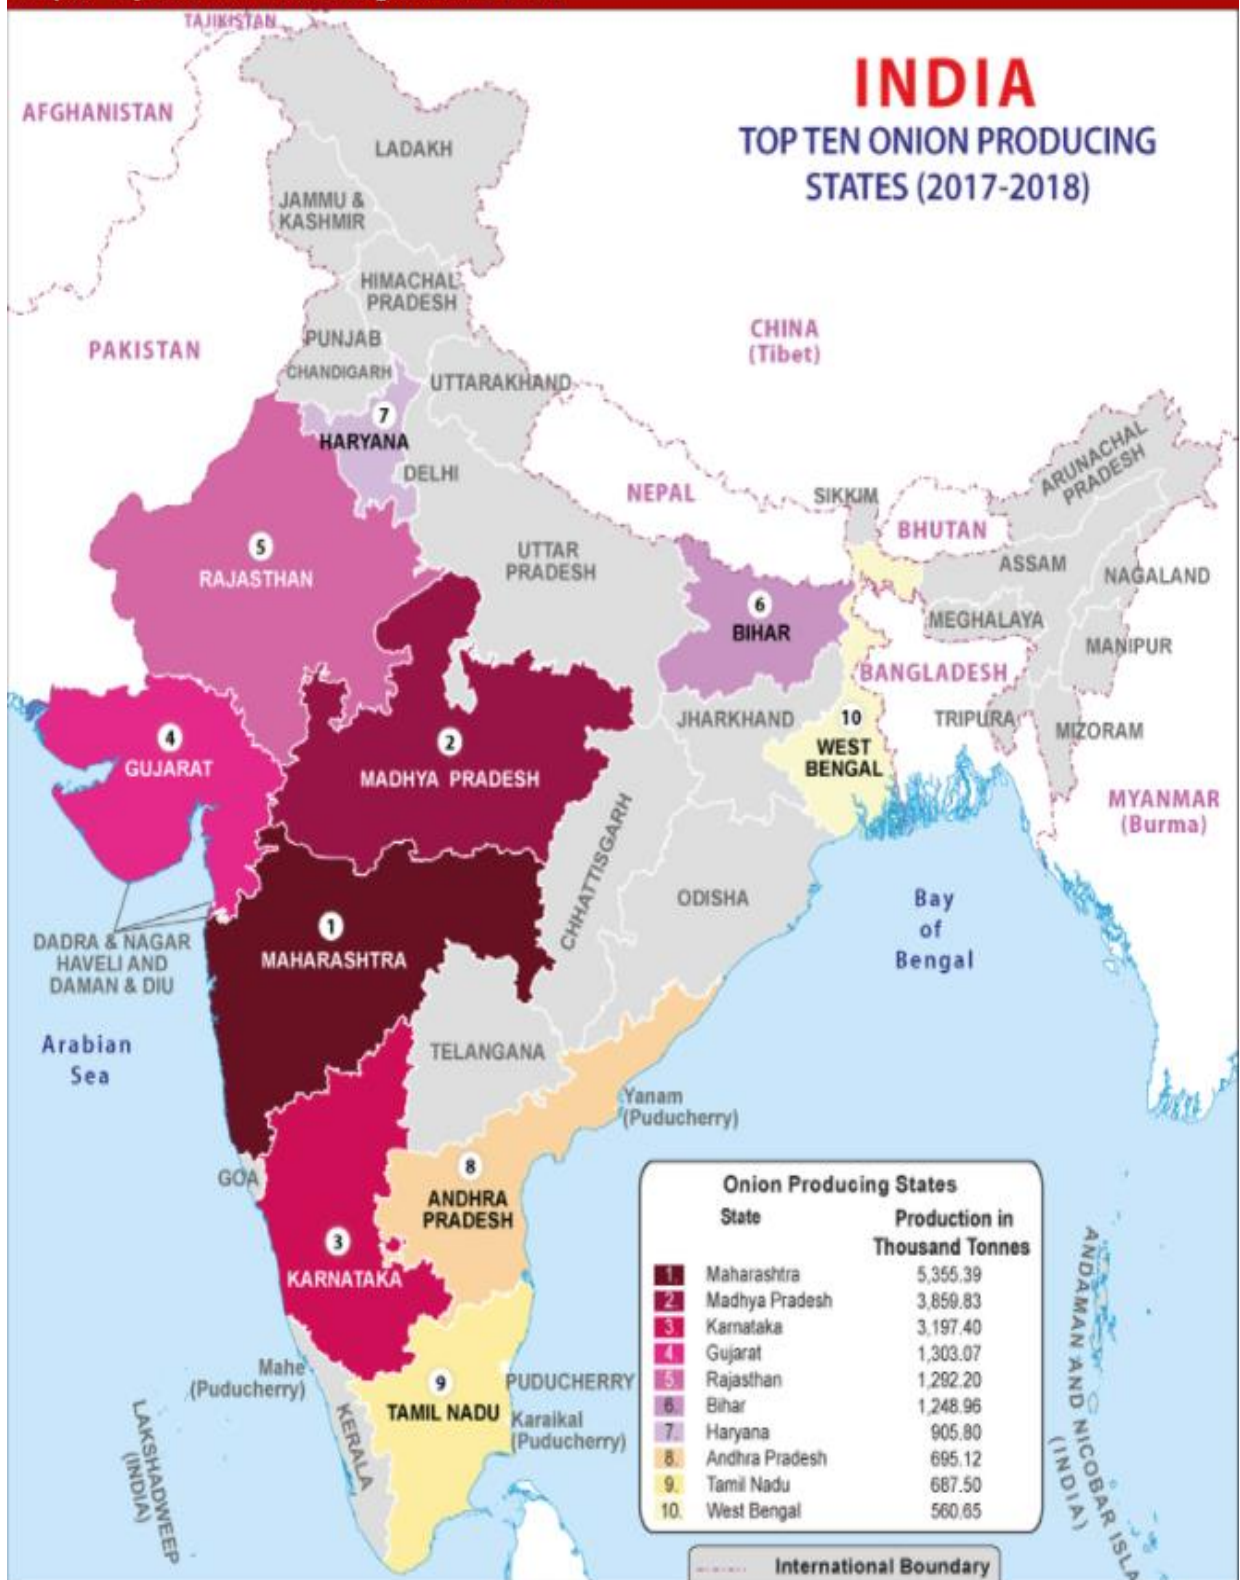 INDIA
TOP TEN ONION PRODUCING
STATES (2017-2018)
TAJIKISTAN
AFGHANISTAN
LADAKH
JAMMU &
KASHMIR
HIMACHAL
PRADESH
PUNJAB
CHANDIGARH
PAKISTAN
UTTARAKHAND
CHINA
(Tibet)
7
HARYANA
DELHI
NEPAL
SIKKIM
BHUTAN
ARUNACHAL
PRADESH
ASSAM
NAGALAND
MEGHALAYA
MANIPUR
5
RAJASTHAN
UTTAR
PRADESH
6
BIHAR
BANGLADESH
TRIPURA
MIZORAM
MYANMAR
(Burma)
4
GUJARAT
2
MADHYA PRADESH
JHARKHAND
10
WEST
BENGAL
CHHATTISGARH
ODISHA
Bay
of
Bengal
DADRA & NAGAR
HAVELI AND
DAMAN & DIU
1
MAHARASHTRA
Arabian
Sea
TELANGANA
Yanam
(Puducherry)
GOA
8
ANDHRA
PRADESH
3
KARNATAKA
Mahe
(Puducherry)
9
TAMIL NADU
PUDUCHERRY
Karaikal
(Puducherry)
KERALA
LAKSHADWEEP
(INDIA)
ANDAMAN AND NICOBAR
(INDIA)
Onion Producing States
State Production in
Thousand Tonnes
1. Maharashtra 5,355.39
2. Madhya Pradesh 3,859.83
3. Karnataka 3,197.40
4. Gujarat 1,303.07
5. Rajasthan 1,292.20
6. Bihar 1,248.96
7. Haryana 905.80
8. Andhra Pradesh 695.12
9. Tamil Nadu 687.50
10. West Bengal 560.65
International Boundary